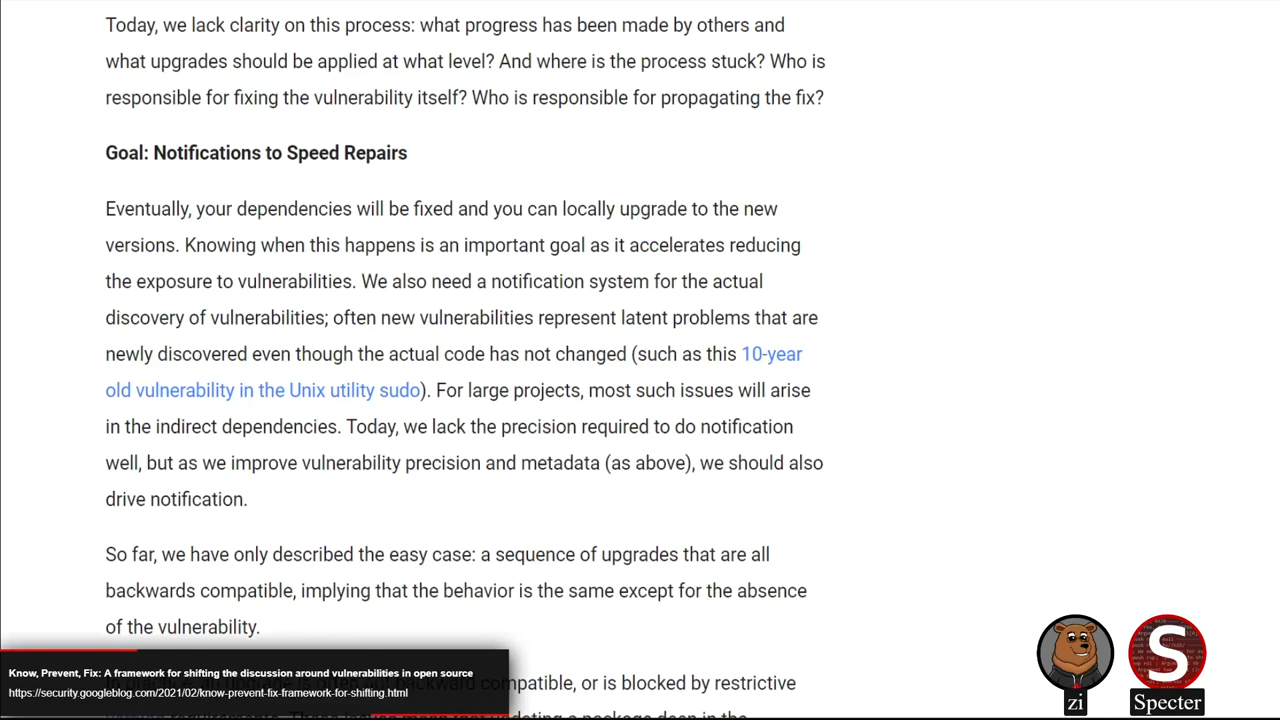 Today, we lack clarity on this process: what progress has been made by others and
what upgrades should be applied at what level? And where is the process stuck? Who is
responsible for fixing the vulnerability itself? Who is responsible for propagating the fix?
Goal: Notifications to Speed Repairs
Eventually, your dependencies will be fixed and you can locally upgrade to the new
versions. Knowing when this happens is an important goal as it accelerates reducing
the exposure to vulnerabilities. We also need a notification system for the actual
discovery of vulnerabilities; often new vulnerabilities represent latent problems that are
newly discovered even though the actual code has not changed (such as this 10-year
old vulnerability in the Unix utility sudo). For large projects, most such issues will arise
in the indirect dependencies. Today, we lack the precision required to do notification
well, but as we improve vulnerability precision and metadata (as above), we should also
drive notification.
So far, we have only described the easy case: a sequence of upgrades that are all
backwards compatible, implying that the behavior is the same except for the absence
of the vulnerability.
compatible, or is blocked by restrictive
Know, Prevent, Fix: A framework for shifting the discussion around vulnerabilities in open source
https://security.googleblog.com/2021/02/know-prevent-fix-framework-for-shifting.html
zi
S
Specter